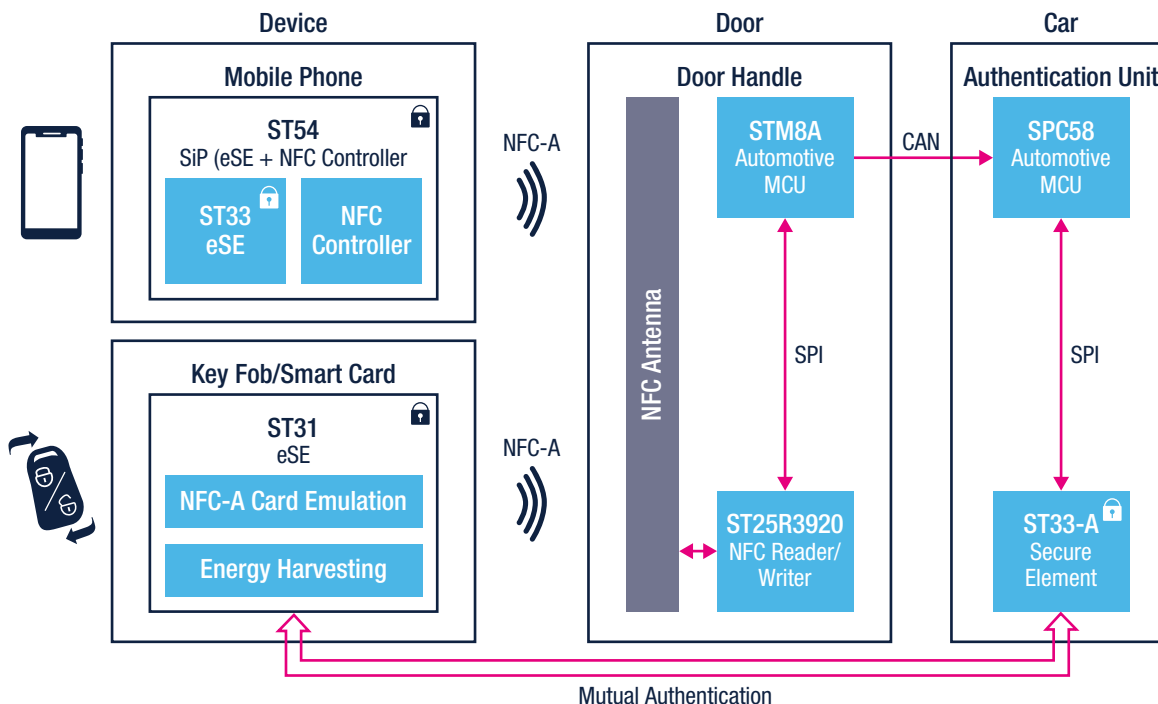 Device
Mobile Phone
ST54
SiP (eSE + NFC Controller
ST33
eSE
NFC
Controller
NFC-A
Key Fob/Smart Card
ST31
eSE
NFC-A Card Emulation
Energy Harvesting
NFC-A
Door
Door Handle
NFC Antenna
STM8A
Automotive
MCU
SPI
ST25R3920
NFC Reader/
Writer
CAN
Car
Authentication Unit
SPC58
Automotive
MCU
SPI
ST33-A
Secure
Element
Mutual Authentication